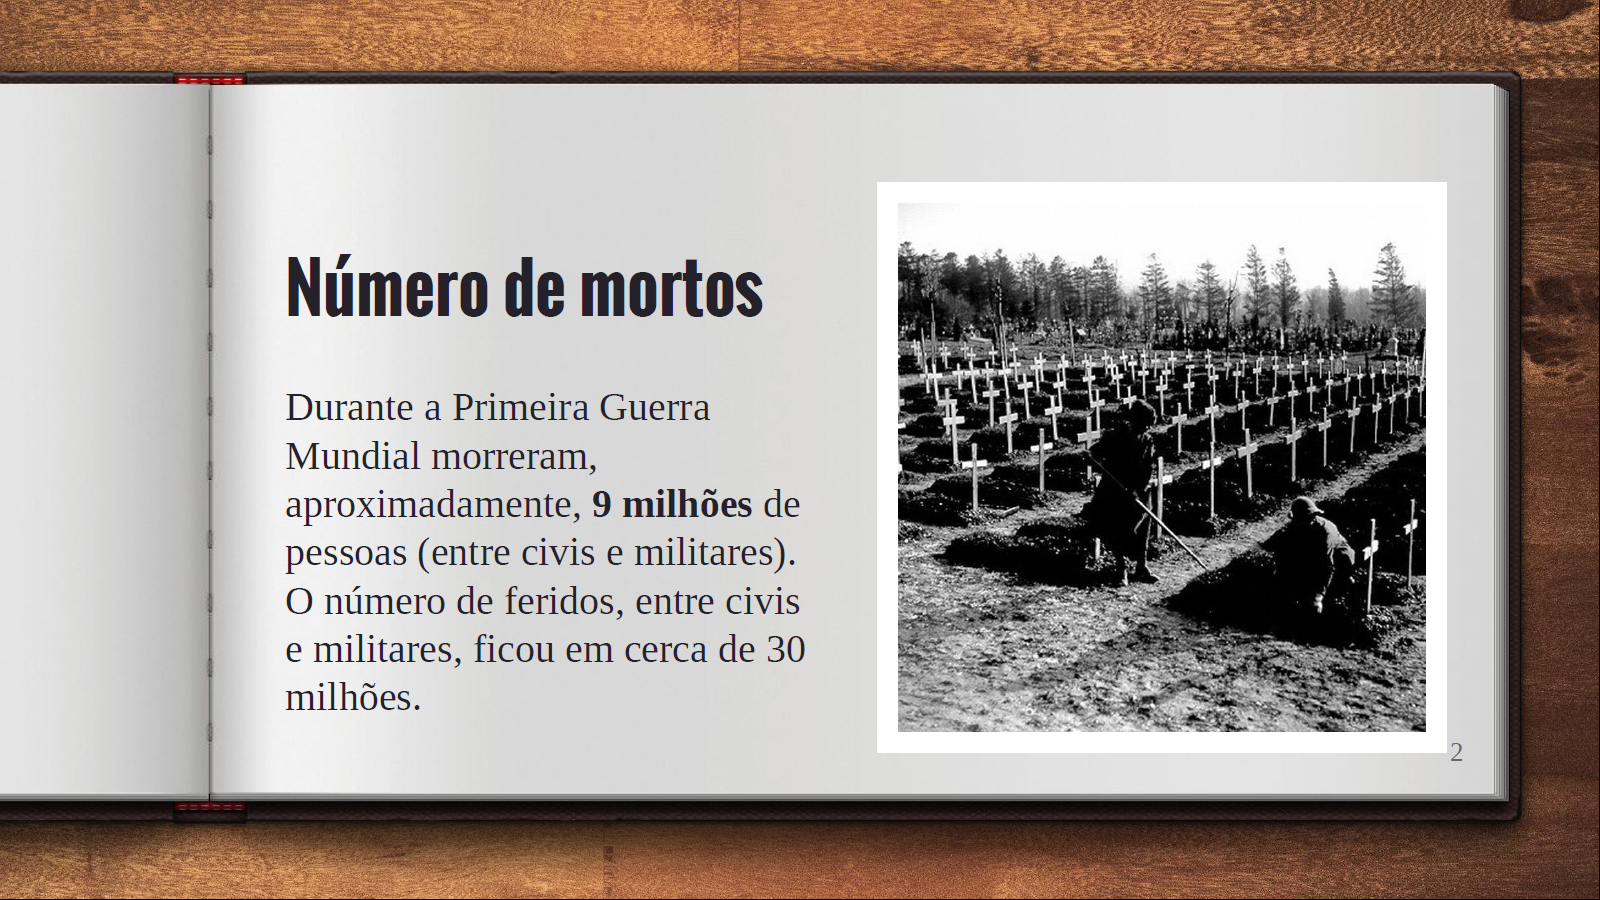 Número de mortos
Durante a Primeira Guerra
Mundial morreram,
aproximadamente, 9 milhões de
pessoas (entre civis e militares).
O número de feridos, entre civis
e militares, ficou em cerca de 30
milhões.
2